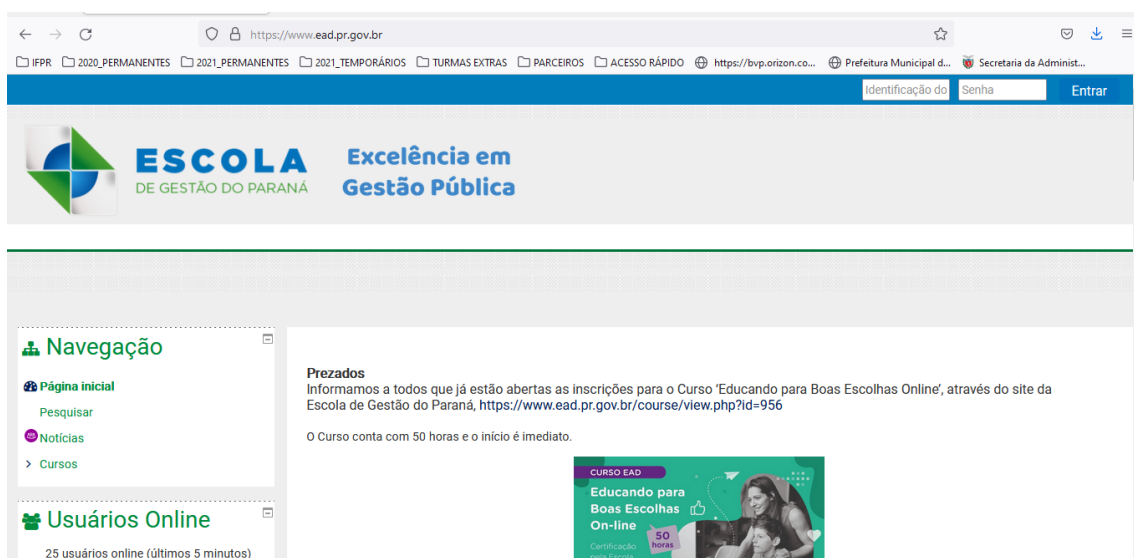 https://www.ead.pr.gov.br
IFPR 2020_PERMANENTES 2021_PERMANENTES 2021_TEMPORÁRIOS TURMAS EXTRAS PARCEIROS ACESSO RÁPIDO https://bvp.orizon.co... Prefeitura Municipal d... Secretaria da Administ...
Identificação do Senha Entrar
ESCOLA
DE GESTÃO DO PARANÁ
Excelência em
Gestão Pública
Navegação
Página inicial
Pesquisar
Notícias
Cursos
Usuários Online
25 usuários online (últimos 5 minutos)
Prezados
Informamos a todos que já estão abertas as inscrições para o Curso ‘Educando para Boas Escolhas Online’, através do site da
Escola de Gestão do Paraná, https://www.ead.pr.gov.br/course/view.php?id=956
O Curso conta com 50 horas e o início é imediato.
CURSO EAD
Educando para
Boas Escolhas
On-line
50
horas
Certificação
pela Escola